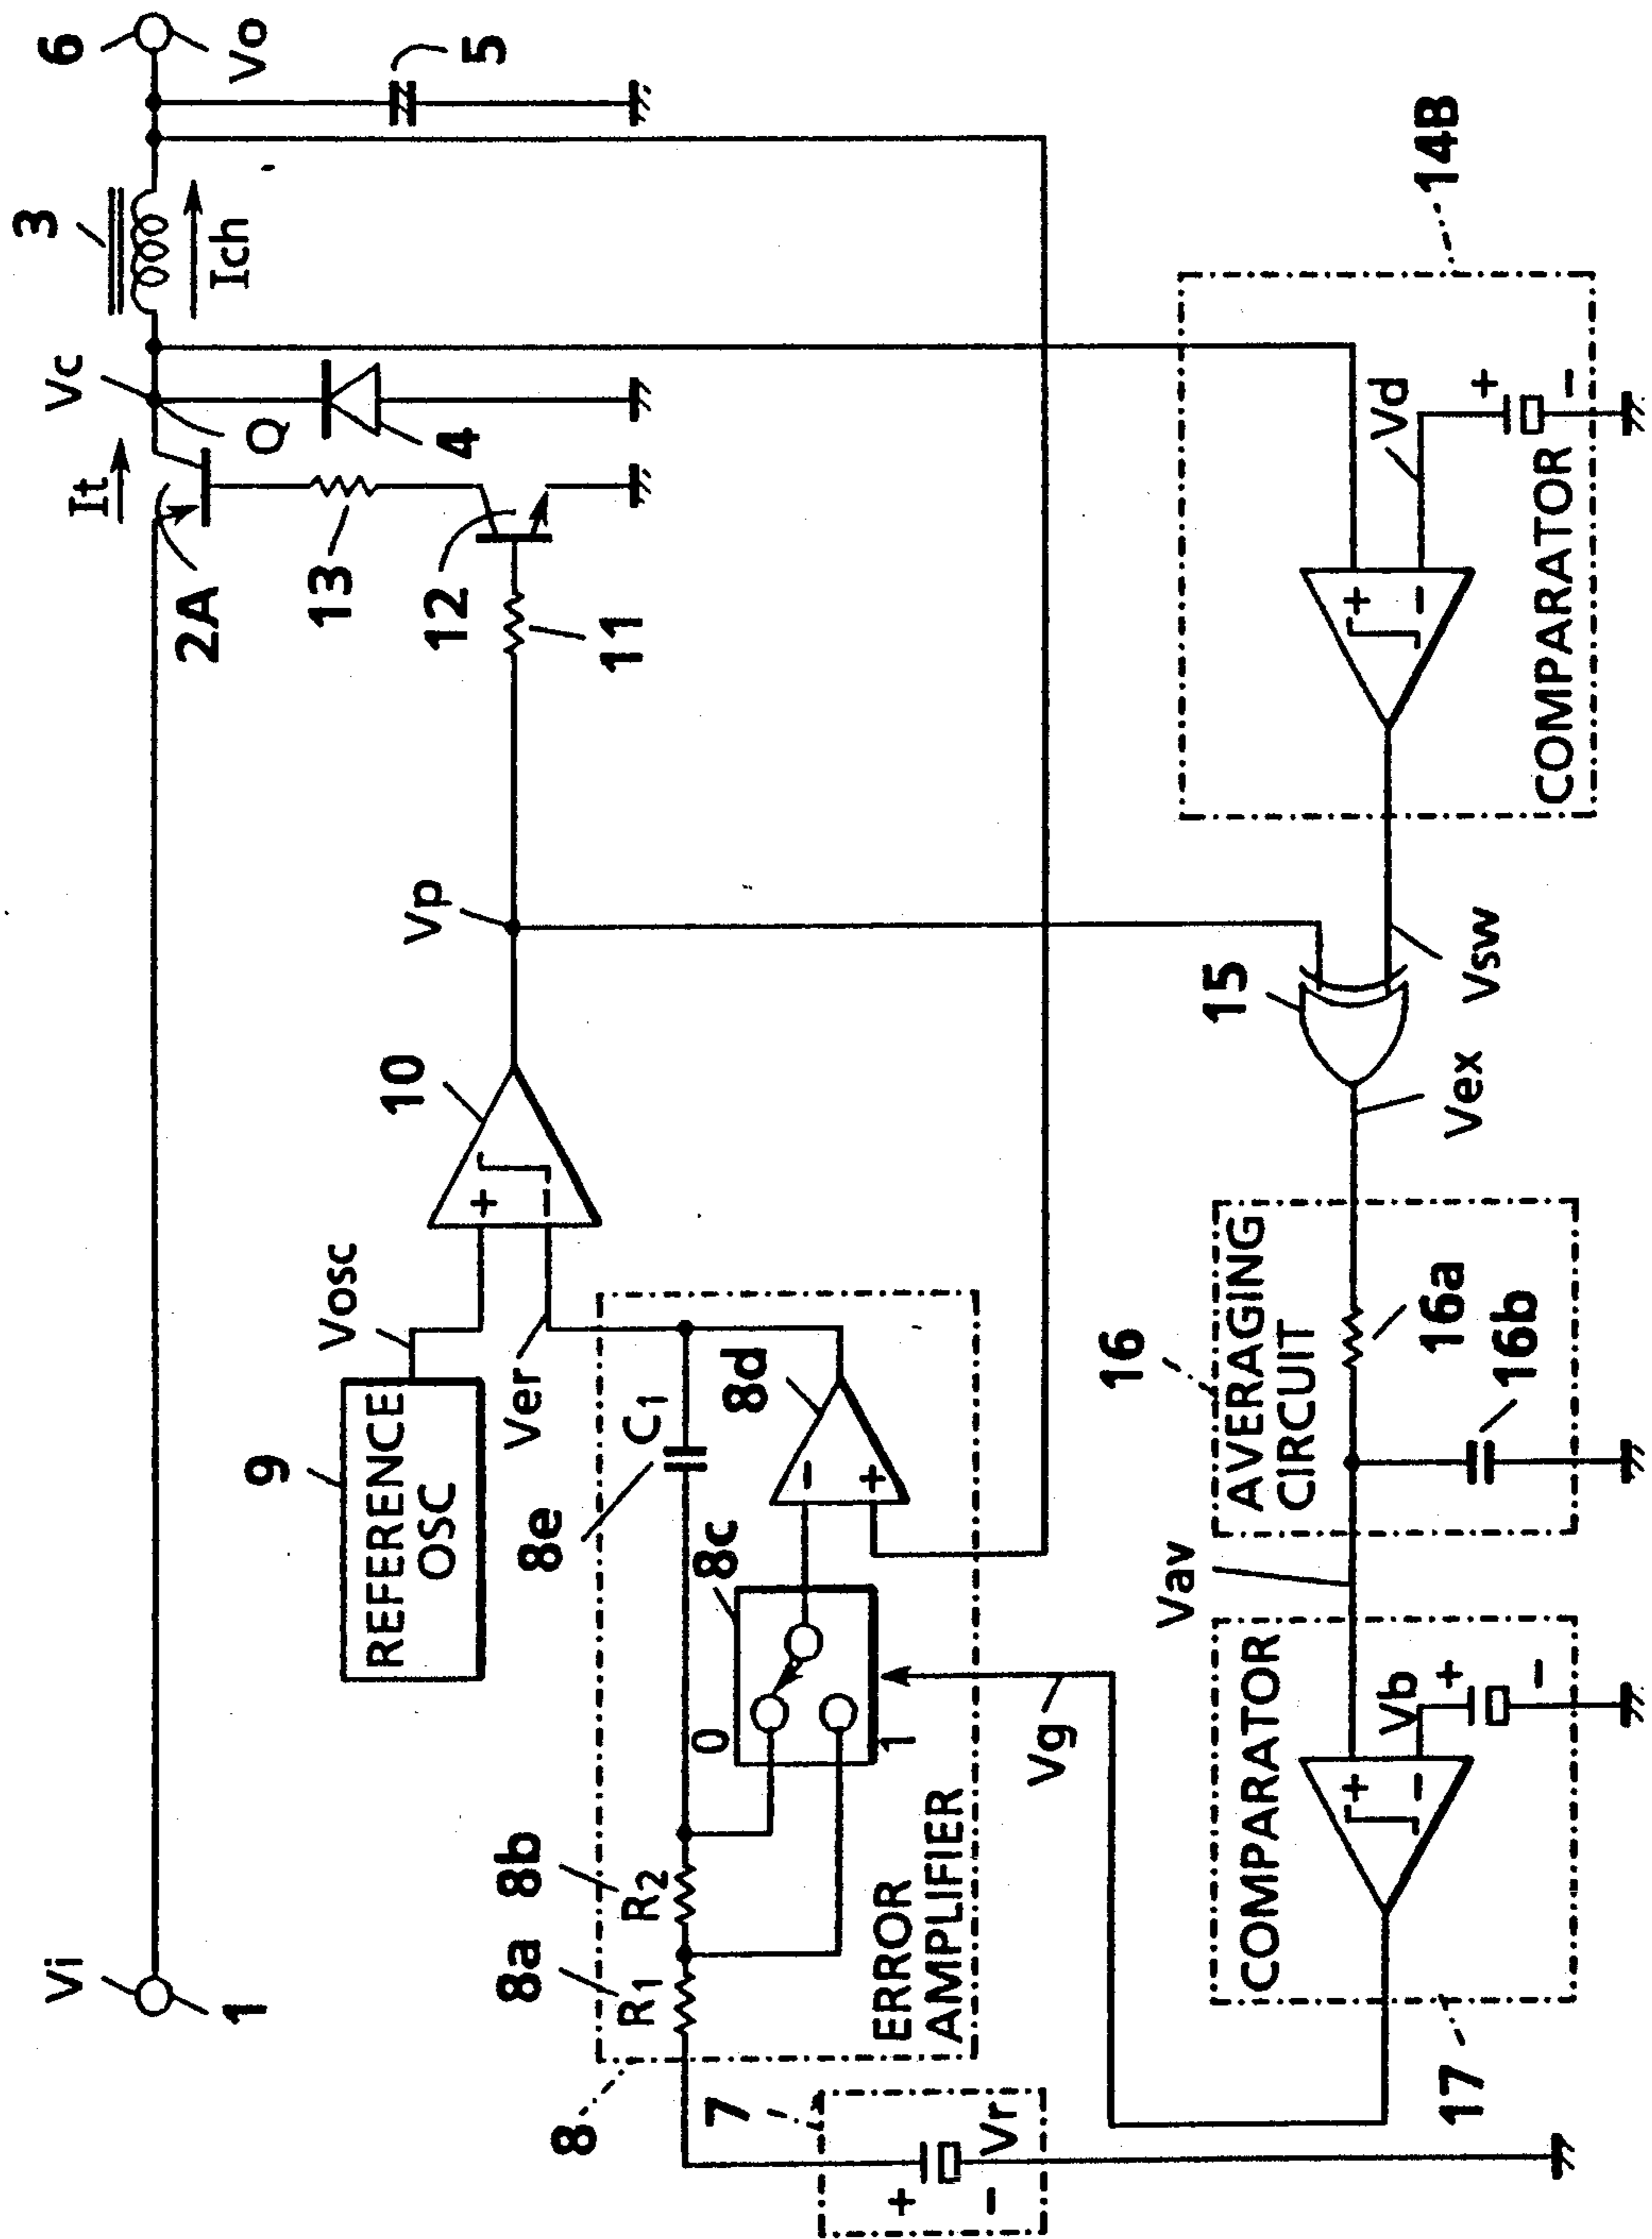 Vi
1
It
2A
Vc
Q
3
Ich
6
Vo
4
5
13
12
11
Vp
10
+
−
Vosc
Ver
9
REFERENCE
OSC
8
8a
R1
8b
R2
8e
C1
8c
0
1
8d
−
+
ERROR
AMPLIFIER
7
+
−
Vr
Vg
14B
Vd
+
−
+
−
COMPARATOR
15
Vsw
Vex
16
AVERAGING
CIRCUIT
16a
16b
Vav
COMPARATOR
+
−
Vb
+
−
17